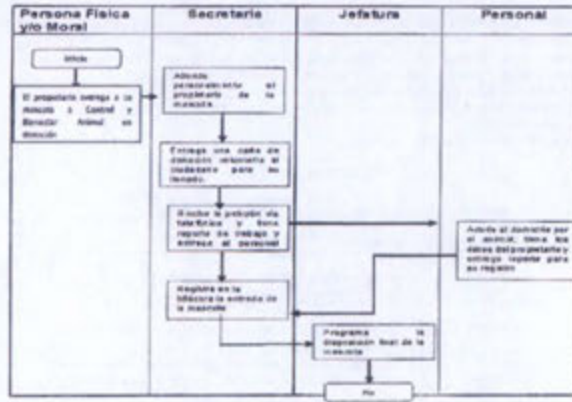 Persona Física
y/o Moral
Secretaria
Jefatura
Personal
Inicio
El propietario entrega a su
mascota a Control y
Bienestar Animal en
donación
Atiende
personalmente al
propietario de la
mascota.
Entrega una carta de
donación voluntaria al
ciudadano para su
llenado.
Recibe la petición vía
telefónica y llena
reporte de trabajo y
entrega al personal
Acude al domicilio por
el animal, toma los
datos del propietario y
entrega reporte para
su registro
Registra en la
bitácora la entrada de
la mascota
Programa la
disposición final de la
mascota
Fin